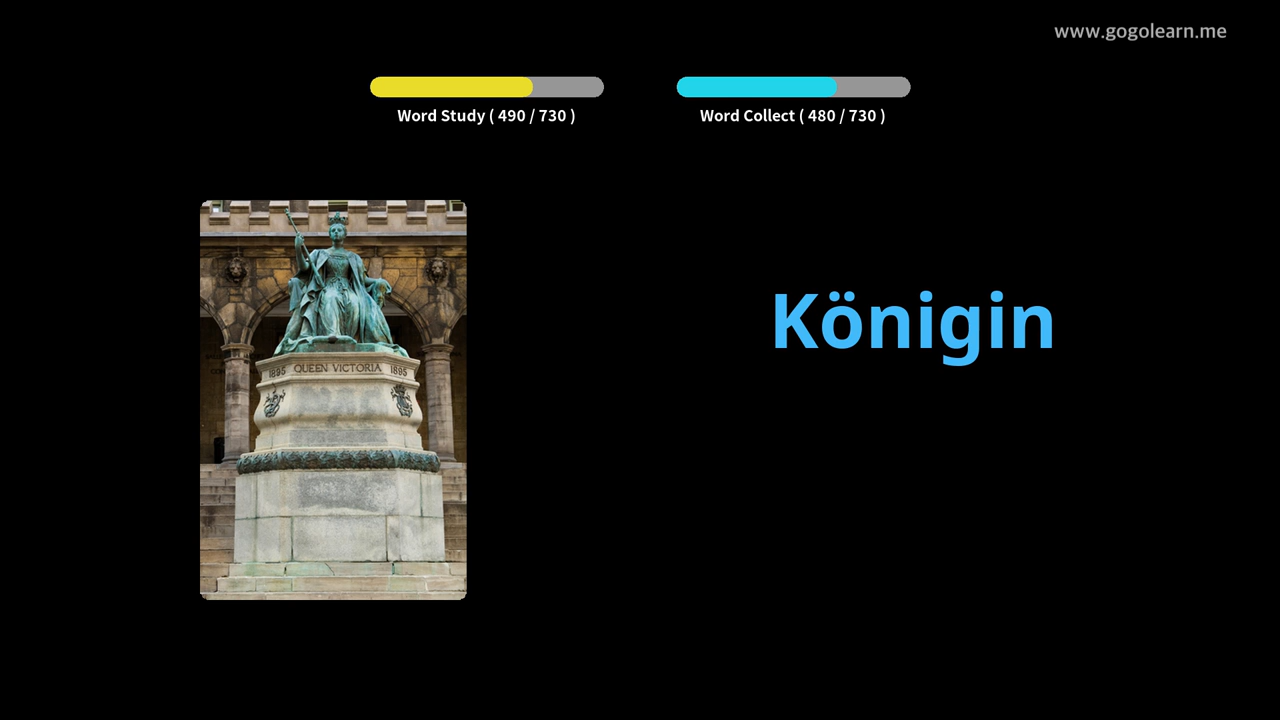 www.gogolearn.me
Word Study ( 490 / 730 )
Word Collect ( 480 / 730 )
Königin
1895 QUEEN VICTORIA 1895